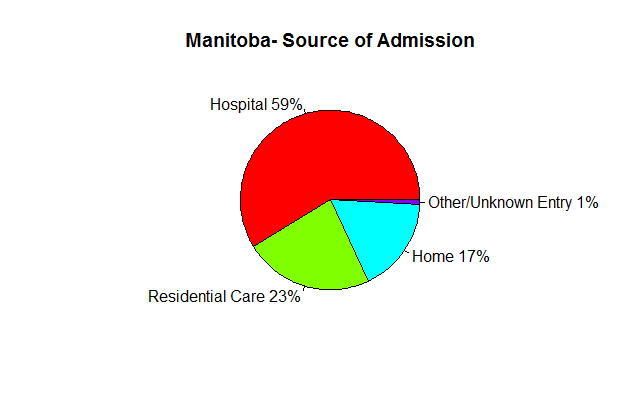 Manitoba- Source of Admission
Hospital 59%
Other/Unknown Entry 1%
Home 17%
Residential Care 23%